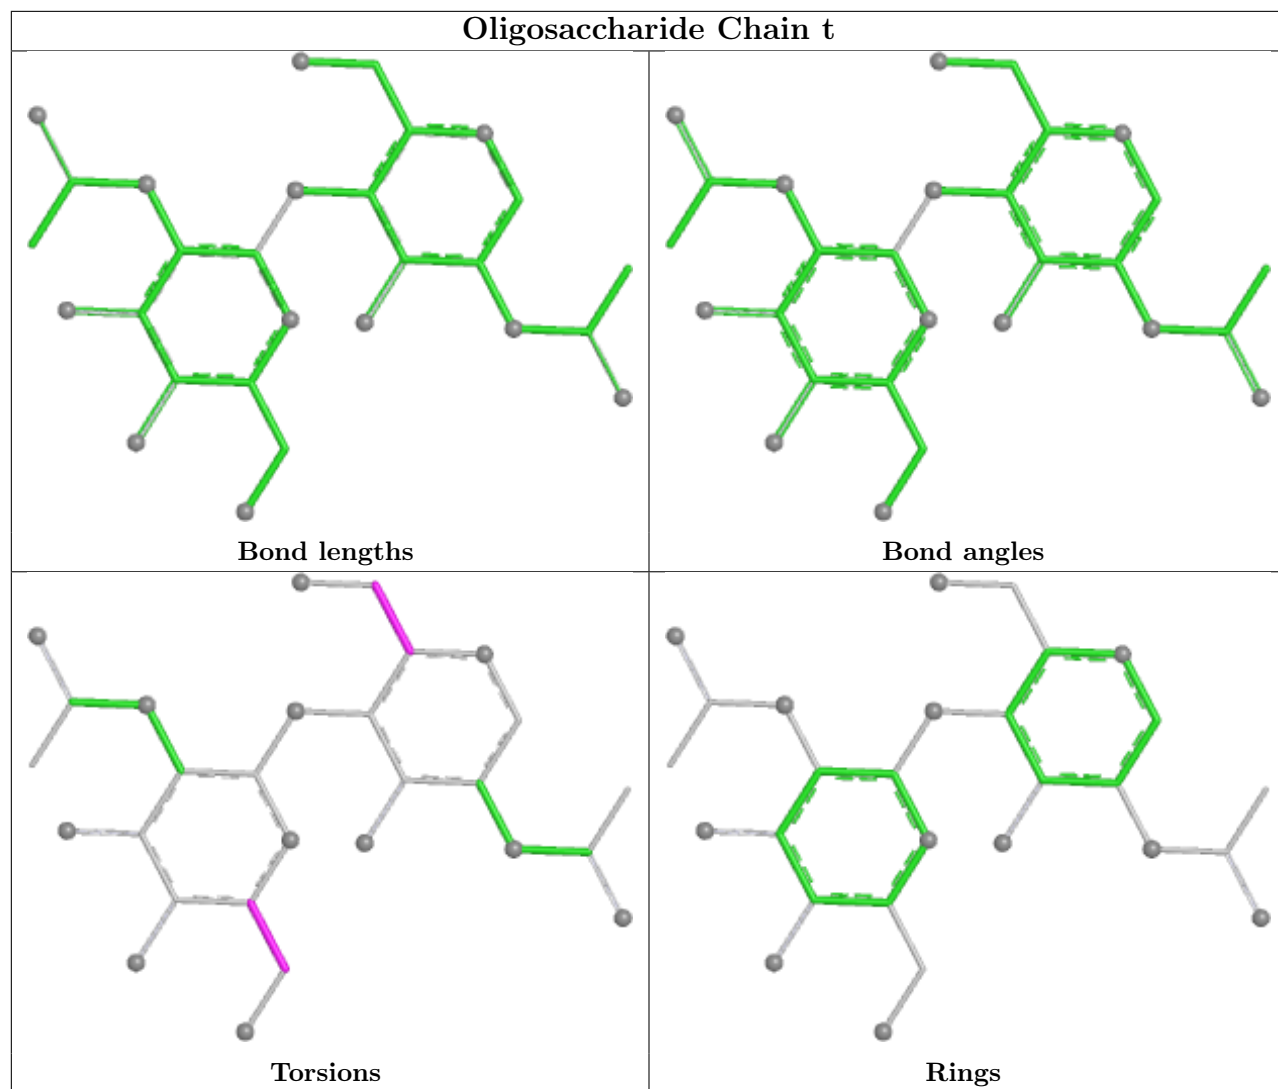 Oligosaccharide Chain t
Bond lengths
Bond angles
Torsions
Rings